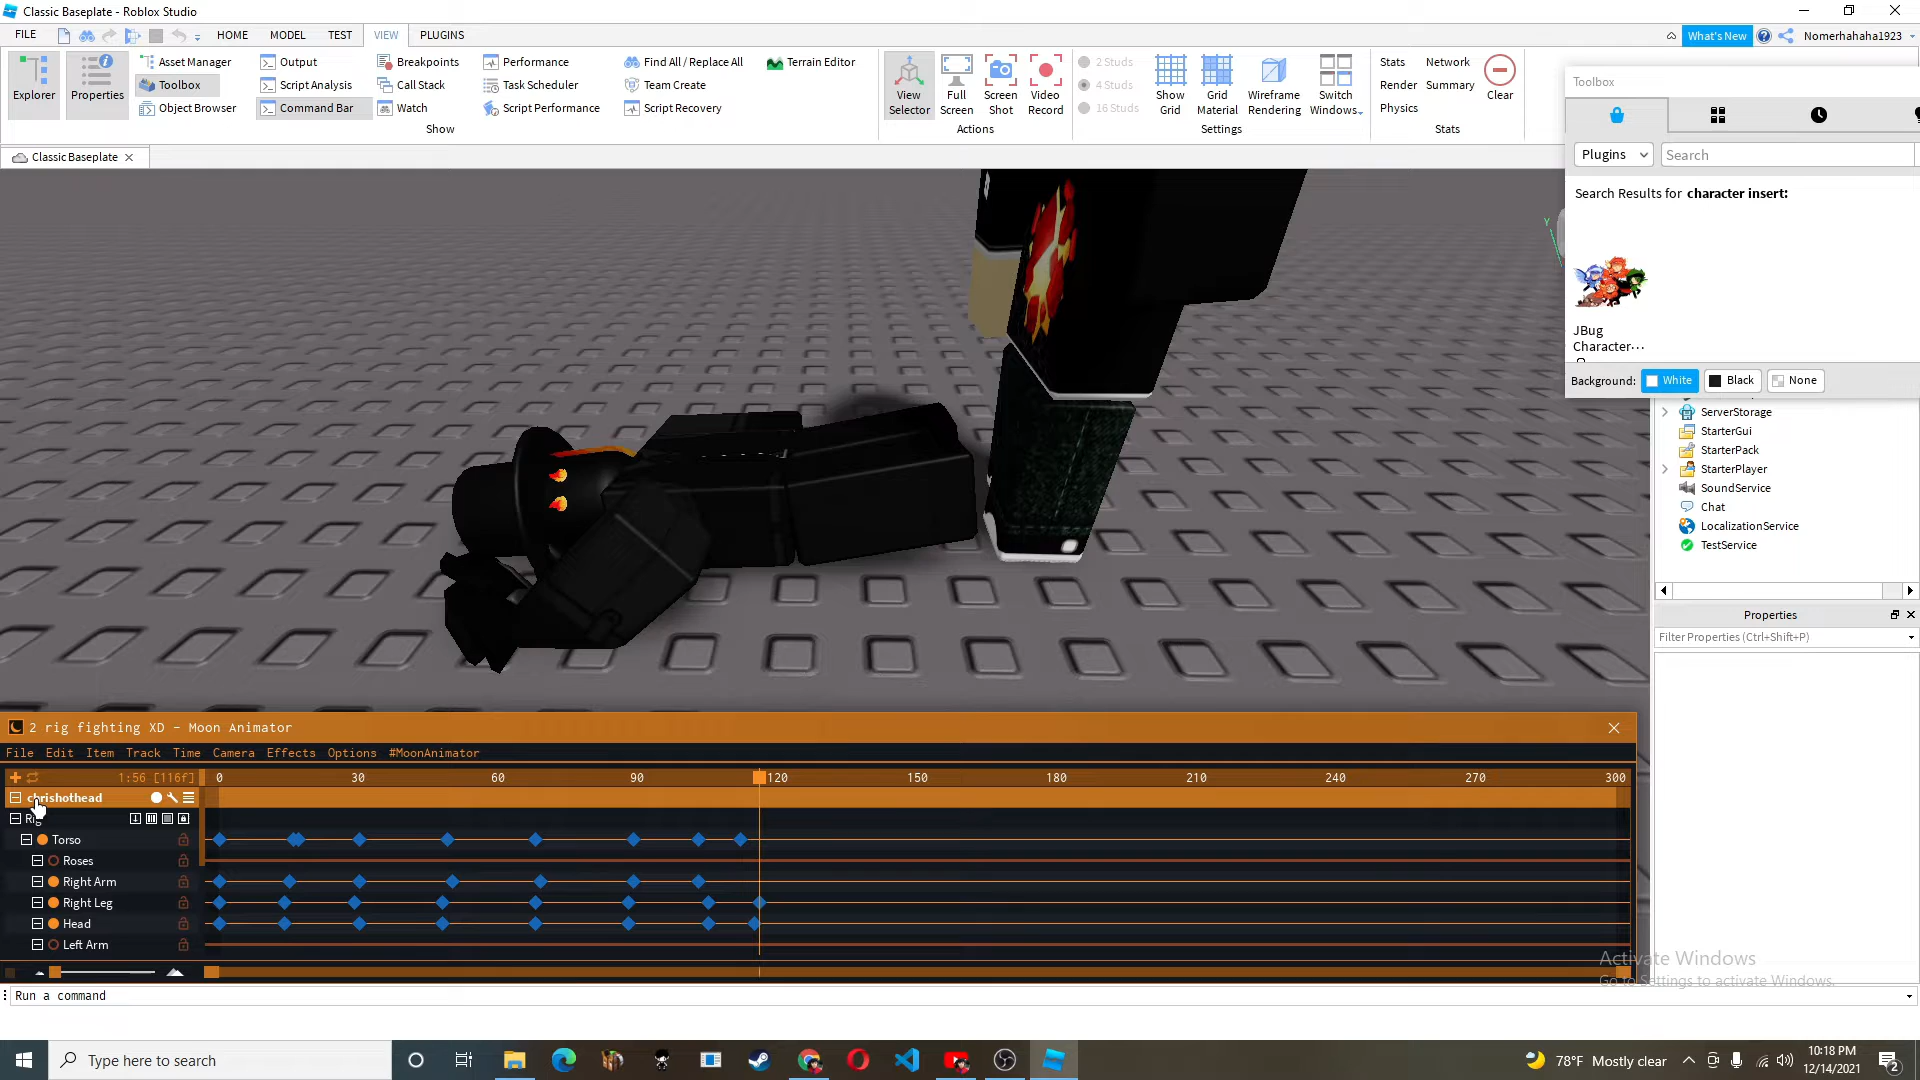 Classic Baseplate - Roblox Studio
FILE HOME MODEL TEST VIEW PLUGINS What's New Nomerhahaha1923
Explorer
Properties
Asset Manager
Toolbox
Object Browser
Output
Script Analysis
Command Bar
Breakpoints
Call Stack
Watch
Performance
Task Scheduler
Script Performance
Find All / Replace All
Team Create
Script Recovery
Terrain Editor
Show
View Selector
Full Screen
Screen Shot
Video Record
Actions
2 Studs
4 Studs
16 Studs
Show Grid
Grid Material
Wireframe Rendering
Switch Windows
Settings
Stats Network
Render Summary
Physics
Clear
Stats
Classic Baseplate
Toolbox
Plugins Search
Search Results for character insert:
JBug
Character...
Background: White Black None
Y
ServerStorage
StarterGui
StarterPack
StarterPlayer
SoundService
Chat
LocalizationService
TestService
Properties
Filter Properties (Ctrl+Shift+P)
2 rig fighting XD - Moon Animator
File Edit Item Track Time Camera Effects Options #MoonAnimator
1:56 [116f] 0 30 60 90 120 150 180 210 240 270 300
chrishothead
Rig
Torso
Roses
Right Arm
Right Leg
Head
Left Arm
Activate Windows
Go to Settings to activate Windows.
Run a command
Type here to search
78°F Mostly clear
10:18 PM
12/14/2021
2